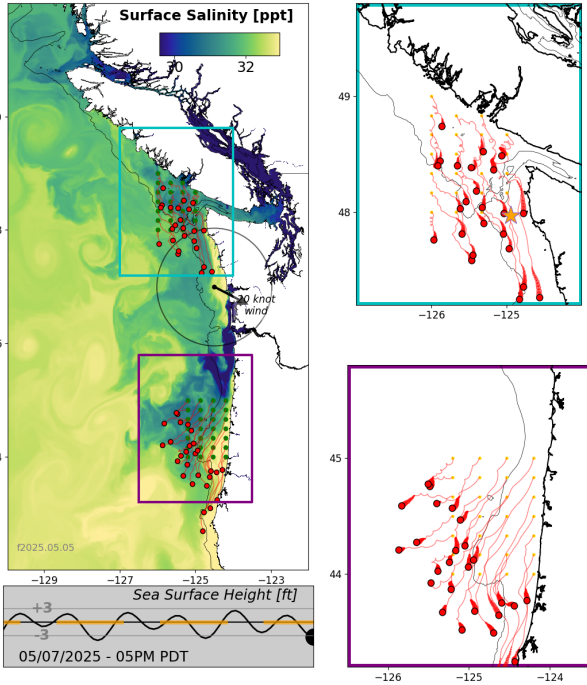 Surface Salinity [ppt]
30
32
20 knot
wind
f2025.05.05
−129
−127
−125
−123
Sea Surface Height [ft]
+3
-3
05/07/2025 - 05PM PDT
49
48
−126
−125
45
44
−126
−125
−124